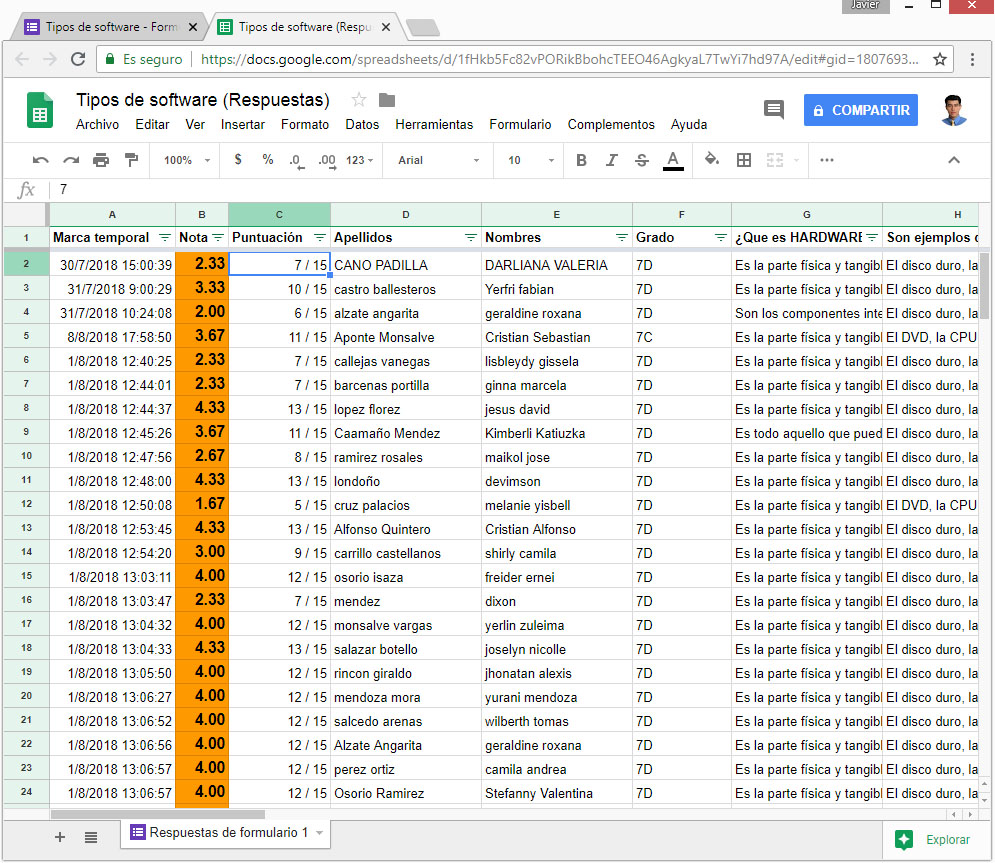 Javier
Tipos de software - Form
Tipos de software (Respu
Es seguro
https://docs.google.com/spreadsheets/d/1fHkb5Fc82vPORikBbohcTEEO46AgkyaL7TwYi7hd97A/edit#gid=1807693...
Tipos de software (Respuestas)
Archivo Editar Ver Insertar Formato Datos Herramientas Formulario Complementos Ayuda
COMPARTIR
100% $ % .0 .00 123 Arial 10 B I S A
fx 7
A B C D E F G H
1 Marca temporal Nota Puntuación Apellidos Nombres Grado ¿Que es HARDWARE Son ejemplos d
2 30/7/2018 15:00:39 2.33 7 / 15 CANO PADILLA DARLIANA VALERIA 7D Es la parte física y tangibl El disco duro, la
3 31/7/2018 9:00:29 3.33 10 / 15 castro ballesteros Yerfri fabian 7D Es la parte física y tangibl El disco duro, la
4 31/7/2018 10:24:08 2.00 6 / 15 alzate angarita geraldine roxana 7D Son los componentes inte El disco duro, la
5 8/8/2018 17:58:50 3.67 11 / 15 Aponte Monsalve Cristian Sebastian 7C Es la parte física y tangibl El DVD, la CPU
6 1/8/2018 12:40:25 2.33 7 / 15 callejas vanegas lisbleydy gissela 7D Es la parte física y tangibl El disco duro, la
7 1/8/2018 12:44:01 2.33 7 / 15 barcenas portilla ginna marcela 7D Es la parte física y tangibl El disco duro, la
8 1/8/2018 12:44:37 4.33 13 / 15 lopez florez jesus david 7D Es la parte física y tangibl El disco duro, la
9 1/8/2018 12:45:26 3.67 11 / 15 Caamaño Mendez Kimberli Katiuzka 7D Es todo aquello que pued El disco duro, la
10 1/8/2018 12:47:56 2.67 8 / 15 ramirez rosales maikol jose 7D Es la parte física y tangibl El disco duro, la
11 1/8/2018 12:48:00 4.33 13 / 15 londoño devimson 7D Es la parte física y tangibl El disco duro, la
12 1/8/2018 12:50:08 1.67 5 / 15 cruz palacios melanie yisbell 7D Es la parte física y tangibl El DVD, la CPU
13 1/8/2018 12:53:45 4.33 13 / 15 Alfonso Quintero Cristian Alfonso 7D Es la parte física y tangibl El disco duro, la
14 1/8/2018 12:54:20 3.00 9 / 15 carrillo castellanos shirly camila 7D Es la parte física y tangibl El disco duro, la
15 1/8/2018 13:03:11 4.00 12 / 15 osorio isaza freider ernei 7D Es la parte física y tangibl El disco duro, la
16 1/8/2018 13:03:47 2.33 7 / 15 mendez dixon 7D Es la parte física y tangibl El disco duro, la
17 1/8/2018 13:04:32 4.00 12 / 15 monsalve vargas yerlin zuleima 7D Es la parte física y tangibl El disco duro, la
18 1/8/2018 13:04:33 4.33 13 / 15 salazar botello joselyn nicolle 7D Es la parte física y tangibl El disco duro, la
19 1/8/2018 13:05:50 4.00 12 / 15 rincon giraldo jhonatan alexis 7D Es la parte física y tangibl El disco duro, la
20 1/8/2018 13:06:27 4.00 12 / 15 mendoza mora yurani mendoza 7D Es la parte física y tangibl El disco duro, la
21 1/8/2018 13:06:52 4.00 12 / 15 salcedo arenas wilberth tomas 7D Es la parte física y tangibl El disco duro, la
22 1/8/2018 13:06:56 4.00 12 / 15 Alzate Angarita geraldine roxana 7D Es la parte física y tangibl El disco duro, la
23 1/8/2018 13:06:57 4.00 12 / 15 perez ortiz camila andrea 7D Es la parte física y tangibl El disco duro, la
24 1/8/2018 13:06:57 4.00 12 / 15 Osorio Ramirez Stefanny Valentina 7D Es la parte física y tangibl El disco duro, la
Respuestas de formulario 1
Explorar